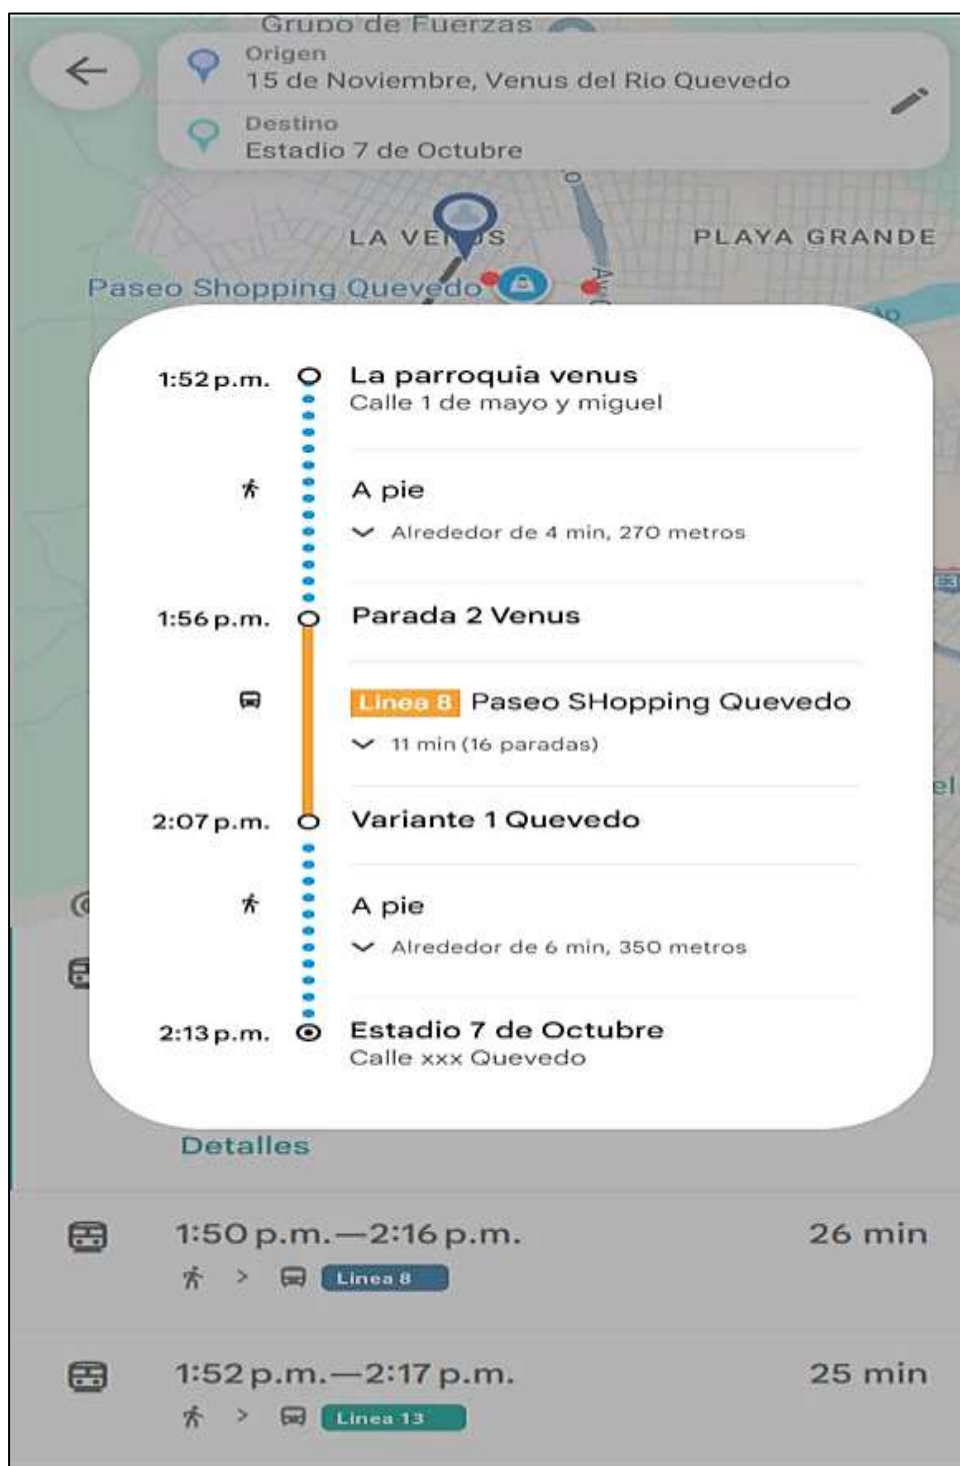 Grupo de Fuerzas
Origen
15 de Noviembre, Venus del Rio Quevedo
Destino
Estadio 7 de Octubre
LA VENUS
PLAYA GRANDE
Paseo Shopping Quevedo
1:52 p.m.
La parroquia venus
Calle 1 de mayo y miguel
A pie
Alrededor de 4 min, 270 metros
1:56 p.m.
Parada 2 Venus
Linea 8 Paseo SHopping Quevedo
11 min (16 paradas)
2:07 p.m.
Variante 1 Quevedo
A pie
Alrededor de 6 min, 350 metros
2:13 p.m.
Estadio 7 de Octubre
Calle xxx Quevedo
Detalles
1:50 p.m.—2:16 p.m.
26 min
Linea 8
1:52 p.m.—2:17 p.m.
25 min
Linea 13